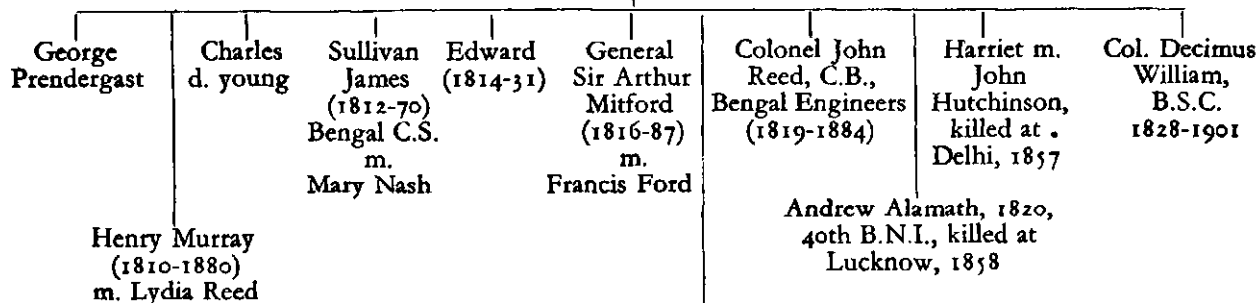 George
Prendergast
Charles
d. young
Sullivan
James
(1812-70)
Bengal C.S.
m.
Mary Nash
Edward
(1814-31)
General
Sir Arthur
Mitford
(1816-87)
m.
Francis Ford
Colonel John
Reed, C.B.,
Bengal Engineers
(1819-1884)
Harriet m.
John
Hutchinson,
killed at
Delhi, 1857
Col. Decimus
William,
B.S.C.
1828-1901
Henry Murray
(1810-1880)
m. Lydia Reed
Andrew Alamath, 1820,
40th B.N.I., killed at
Lucknow, 1858